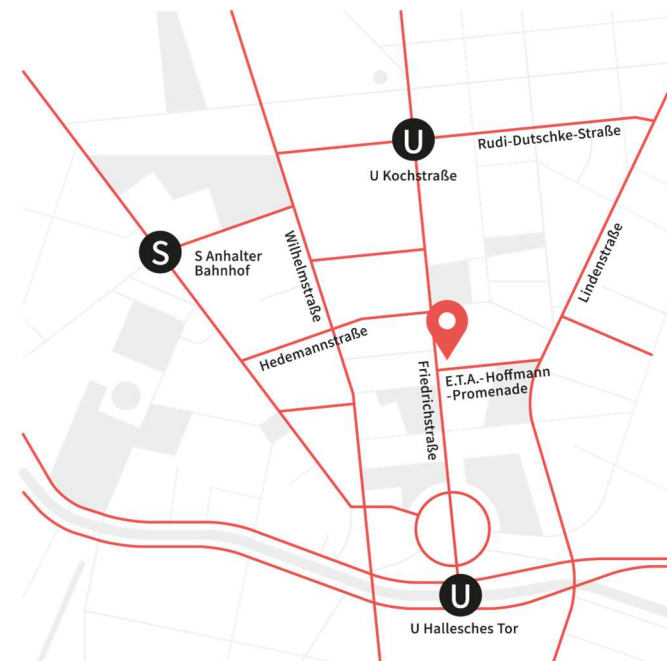 U
Rudi-Dutschke-Straße
U Kochstraße
S
S Anhalter
Bahnhof
Wilhelmstraße
Lindenstraße
Hedemannstraße
Friedrichstraße
E.T.A.-Hoffmann
-Promenade
U
U Hallesches Tor